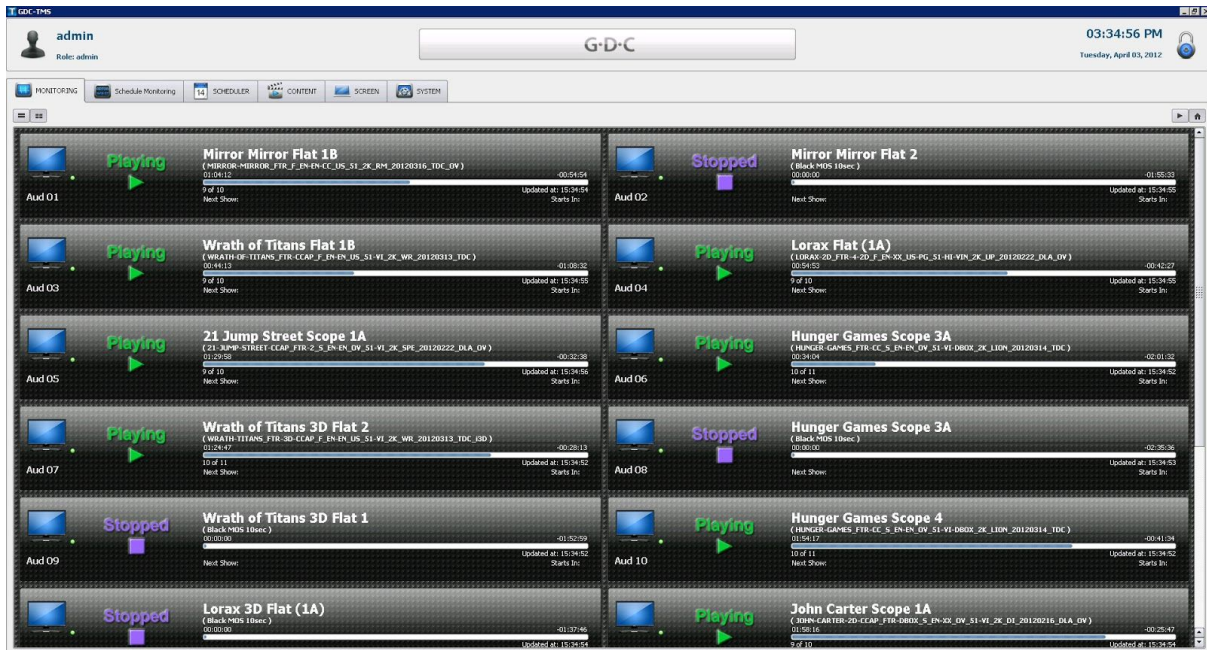 GDC-TMS
admin
Role: admin
G·D·C
03:34:56 PM
Tuesday, April 03, 2012
MONITORING
Schedule Monitoring
14 SCHEDULER
CONTENT
SCREEN
SYSTEM
Aud 01
Playing
Mirror Mirror Flat 1B
( MIRROR-MIRROR_FTR_F_EN-EN-CC_US_51_2K_RM_20120316_TDC_OV )
01:04:12 -00:54:54
9 of 10 Updated at: 15:34:54
Next Show: Starts In:
Aud 02
Stopped
Mirror Mirror Flat 2
( Black MOS 10sec )
00:00:00 -01:55:33
Updated at: 15:34:55
Next Show: Starts In:
Aud 03
Playing
Wrath of Titans Flat 1B
( WRATH-OF-TITANS_FTR-CCAP_F_EN-EN_US_51-VI_2K_WR_20120313_TDC )
00:44:13 -01:08:32
9 of 10 Updated at: 15:34:55
Next Show: Starts In:
Aud 04
Playing
Lorax Flat (1A)
( LORAX-2D_FTR-4-2D_F_EN-XX_US-PG_51-HI-VIN_2K_UP_20120222_DLA_OV )
00:54:53 -00:42:27
9 of 10 Updated at: 15:34:55
Next Show: Starts In:
Aud 05
Playing
21 Jump Street Scope 1A
( 21-JUMP-STREET-CCAP_FTR-2_S_EN-EN_OV_51-VI_2K_SPE_20120222_DLA_OV )
01:29:58 -00:32:38
9 of 10 Updated at: 15:34:56
Next Show: Starts In:
Aud 06
Playing
Hunger Games Scope 3A
( HUNGER-GAMES_FTR-CC_S_EN-EN_OV_51-VI-DBOX_2K_LION_20120314_TDC )
00:34:04 -02:01:32
10 of 11 Updated at: 15:34:52
Next Show: Starts In:
Aud 07
Playing
Wrath of Titans 3D Flat 2
( WRATH-TITANS_FTR-3D-CCAP_F_EN-EN_US_51-VI_2K_WR_20120313_TDC_i3D )
01:24:47 -00:28:13
10 of 11 Updated at: 15:34:52
Next Show: Starts In:
Aud 08
Stopped
Hunger Games Scope 3A
( Black MOS 10sec )
00:00:00 -02:35:36
Updated at: 15:34:53
Next Show: Starts In:
Aud 09
Stopped
Wrath of Titans 3D Flat 1
( Black MOS 10sec )
00:00:00 -01:52:59
Updated at: 15:34:52
Next Show: Starts In:
Aud 10
Playing
Hunger Games Scope 4
( HUNGER-GAMES_FTR-CC_S_EN-EN_OV_51-VI-DBOX_2K_LION_20120314_TDC )
01:54:17 -00:41:34
10 of 11 Updated at: 15:34:52
Next Show: Starts In:
Stopped
Lorax 3D Flat (1A)
( Black MOS 10sec )
00:00:00 -01:37:46
Updated at: 15:34:54
Playing
John Carter Scope 1A
( JOHN-CARTER-2D-CCAP_FTR-DBOX_S_EN-XX_OV_51-VI_2K_DI_20120216_DLA_OV )
01:58:16 -00:25:47
9 of 10 Updated at: 15:34:54